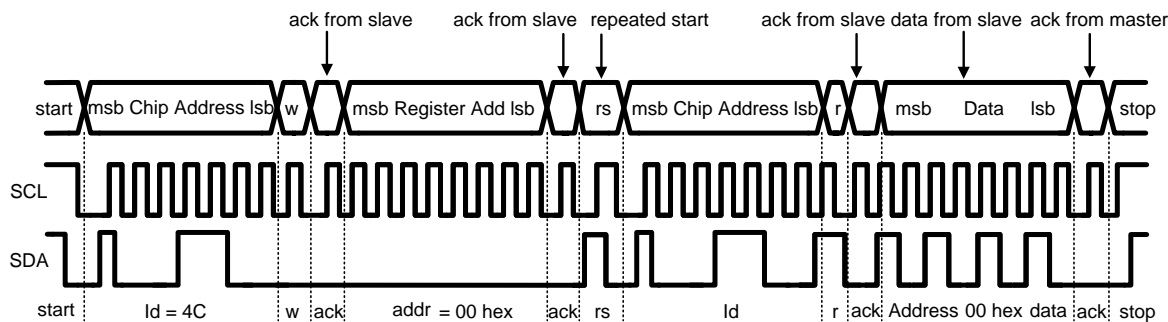 ack from slave ack from slave repeated start ack from slave data from slave ack from master
start msb Chip Address lsb w msb Register Add lsb rs msb Chip Address lsb r msb Data lsb stop
SCL
SDA
start Id = 4C w ack addr = 00 hex ack rs Id r ack Address 00 hex data ack stop